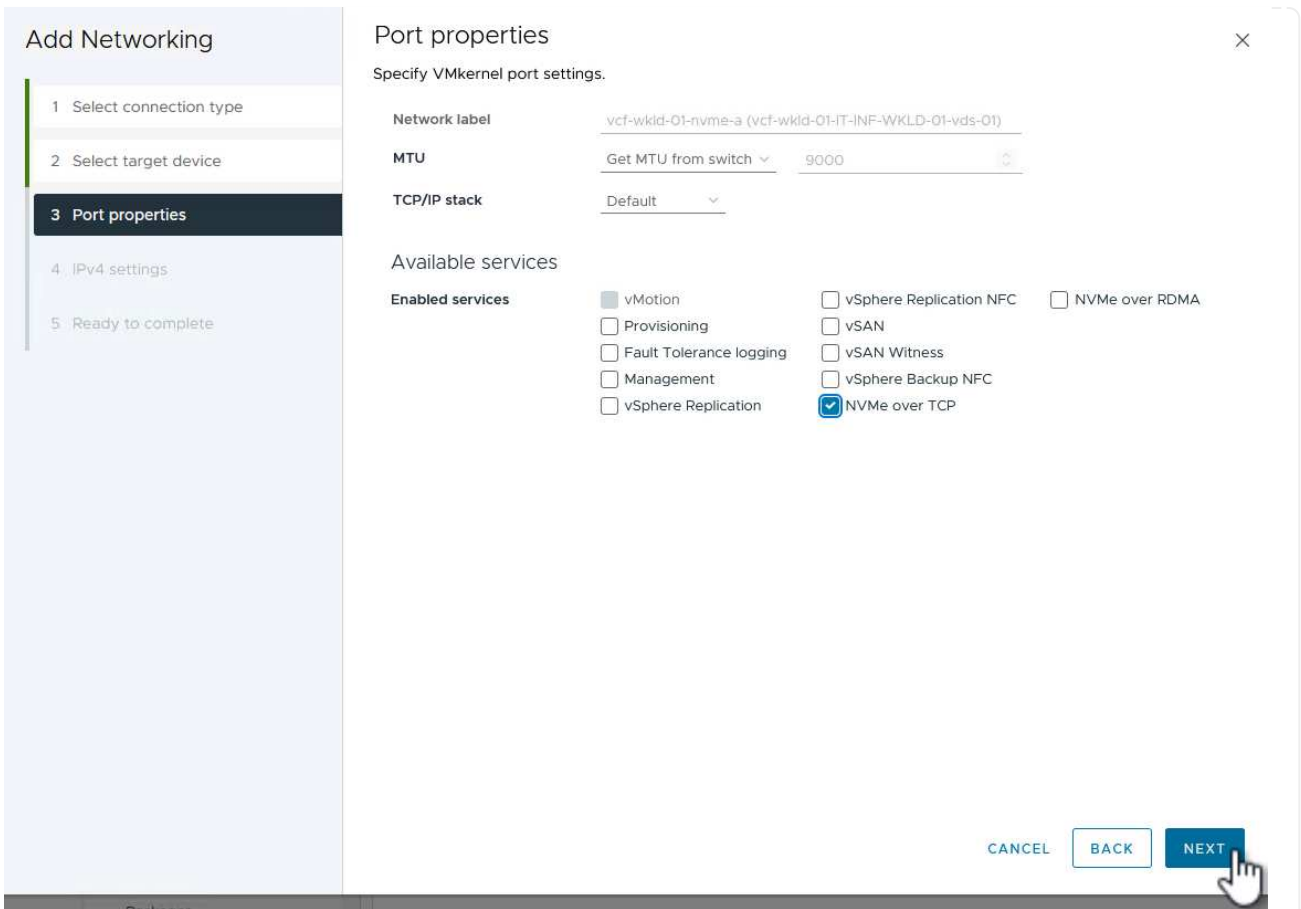 Add Networking
1 Select connection type
2 Select target device
3 Port properties
4 IPv4 settings
5 Ready to complete
Port properties
Specify VMkernel port settings.
Network label vcf-wkld-01-nvme-a (vcf-wkld-01-IT-INF-WKLD-01-vds-01)
MTU Get MTU from switch 9000
TCP/IP stack Default
Available services
Enabled services
vMotion
Provisioning
Fault Tolerance logging
Management
vSphere Replication
vSphere Replication NFC
vSAN
vSAN Witness
vSphere Backup NFC
NVMe over TCP
NVMe over RDMA
CANCEL BACK NEXT